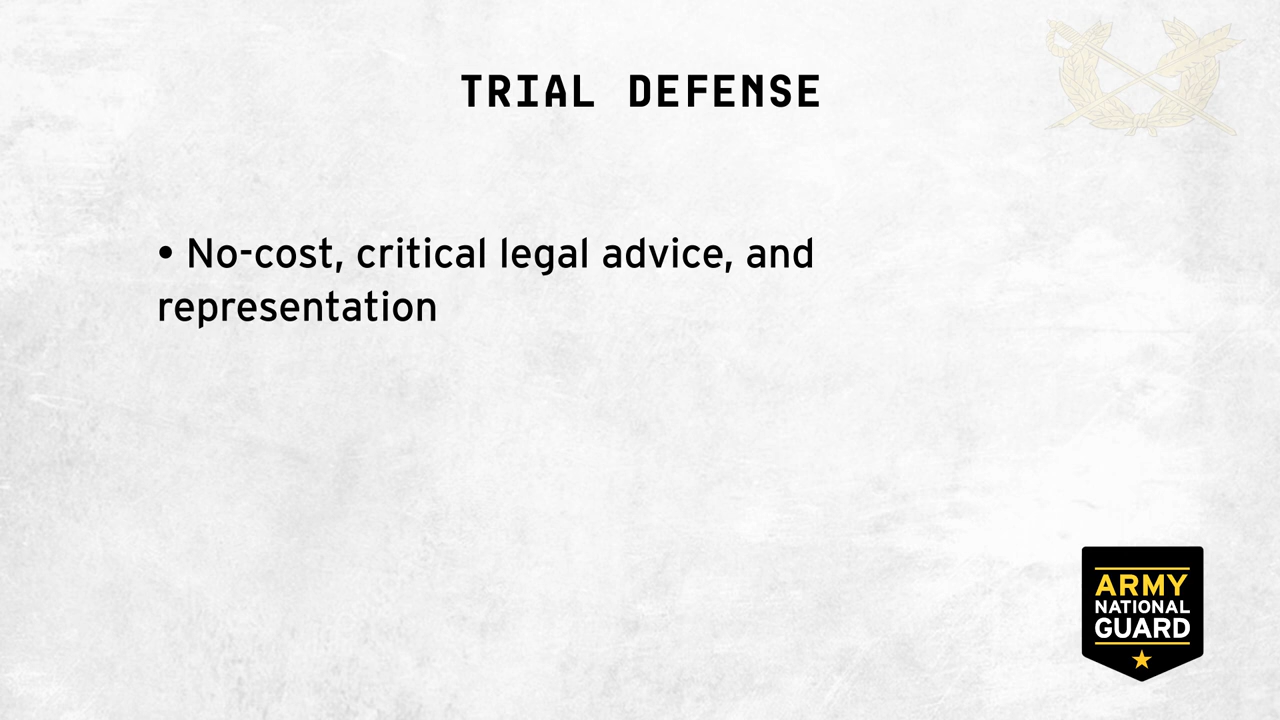 TRIAL DEFENSE
• No-cost, critical legal advice, and
representation
ARMY
NATIONAL
GUARD